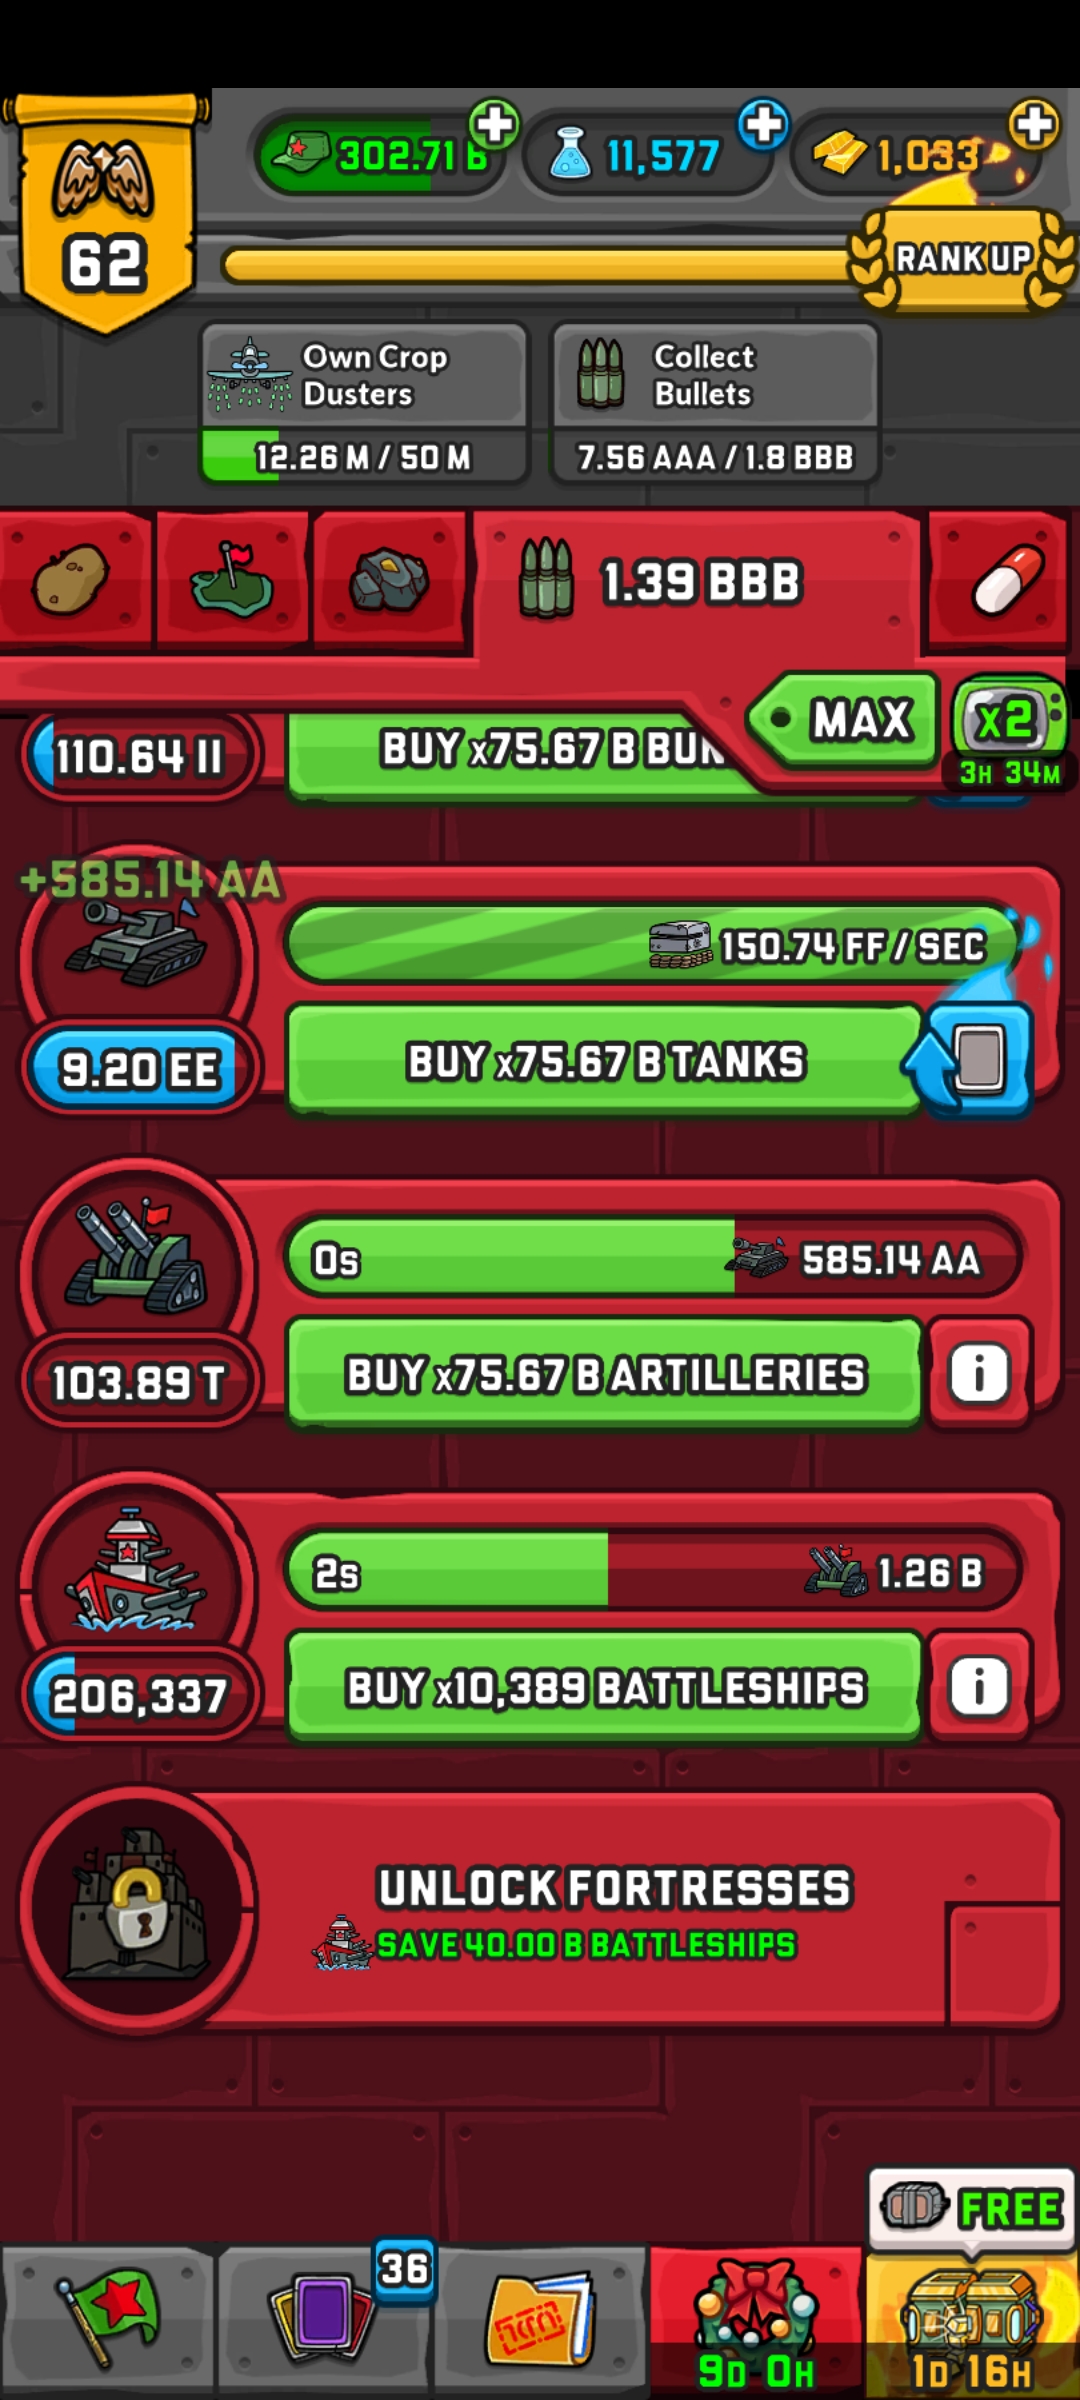 302.71 B
11,577
1,033
62
RANK UP
Own Crop
Dusters
Collect
Bullets
12.26 M / 50 M
7.56 AAA / 1.8 BBB
1.39 BBB
MAX
x2
3H 34M
110.64 II
BUY x75.67 B
+585.14 AA
150.74 FF / SEC
9.20 EE
BUY x75.67 B TANKS
0s
585.14 AA
103.89 T
BUY x75.67 B ARTILLERIES
i
2s
1.26 B
206,337
BUY x10,389 BATTLESHIPS
i
UNLOCK FORTRESSES
SAVE 40.00 B BATTLESHIPS
FREE
36
9D 0H
1D 16H